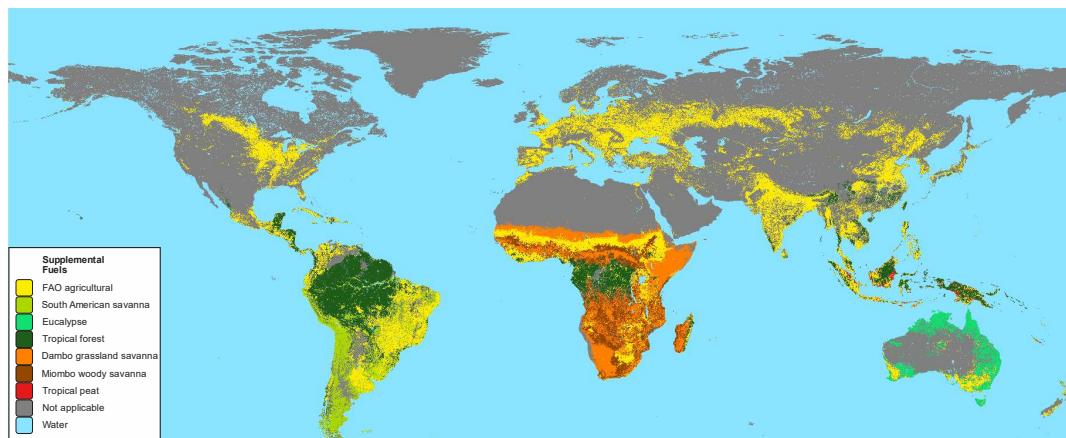 Supplemental
Fuels
FAO agricultural
South American savanna
Eucalypse
Tropical forest
Dambo grassland savanna
Miombo woody savanna
Tropical peat
Not applicable
Water